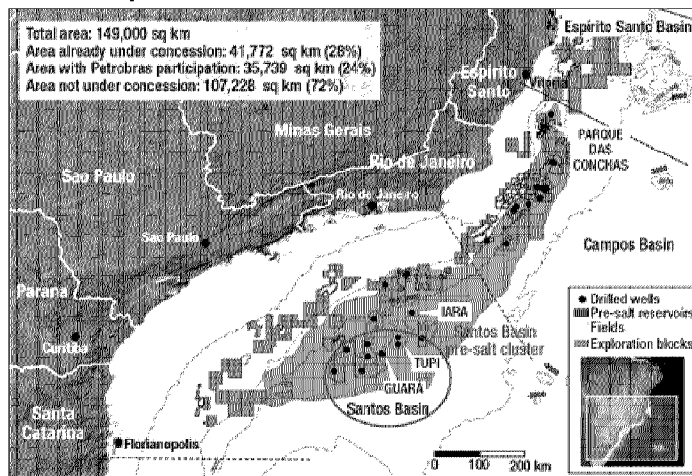 Total area: 149,000 sq km
Area already under concession: 41,772 sq km (28%)
Area with Petrobras participation: 35,739 sq km (24%)
Area not under concession: 107,228 sq km (72%)
Espírito Santo Basin
Espírito
Santo
Vitoria
Minas Gerais
PARQUE
DAS
CONCHAS
Rio de Janeiro
Sao Paulo
Rio de Janeiro
Sao Paulo
Campos Basin
Parana
Curitiba
IARA
Santos Basin
pre-salt cluster
TUPI
GUARA
Santos Basin
Santa
Catarina
Florianopolis
Drilled wells
Pre-salt reservoirs
Fields
Exploration blocks
0 100 200 km